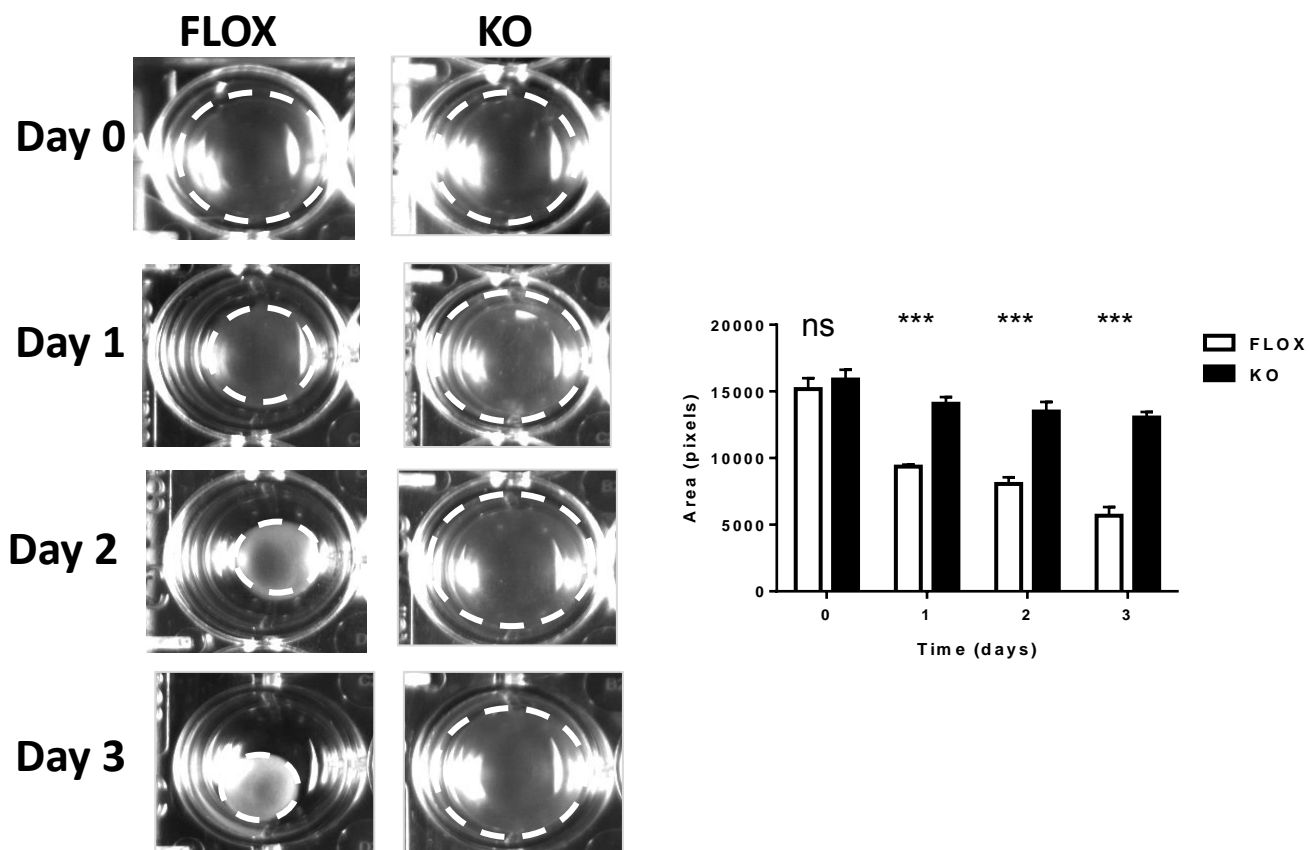 FLOX KO
Day 0
Day 1
Day 2
Day 3
ns *** *** ***
20000
15000
10000
5000
0
Area (pixels)
0 1 2 3
Time (days)
FLOX
KO